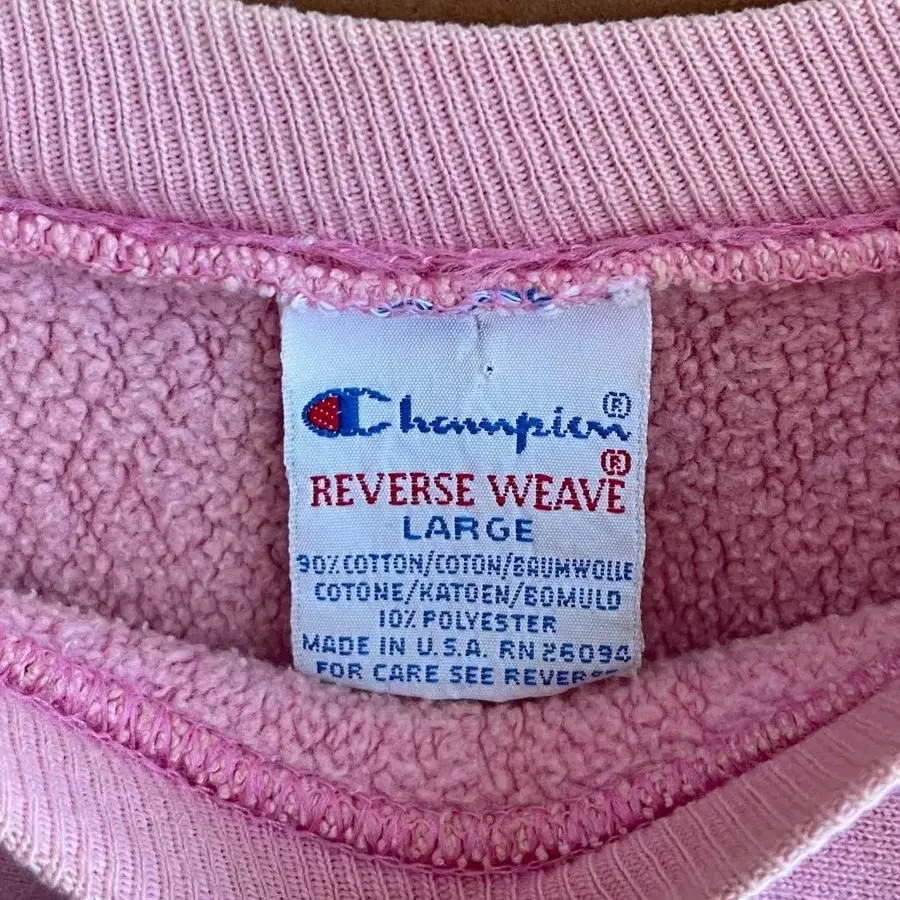 Champion®
REVERSE WEAVE®
LARGE
90% COTTON/COTON/BAUMWOLLE
COTONE/KATOEN/BOMULD
10% POLYESTER
MADE IN U.S.A. RN 26094
FOR CARE SEE REVERSE